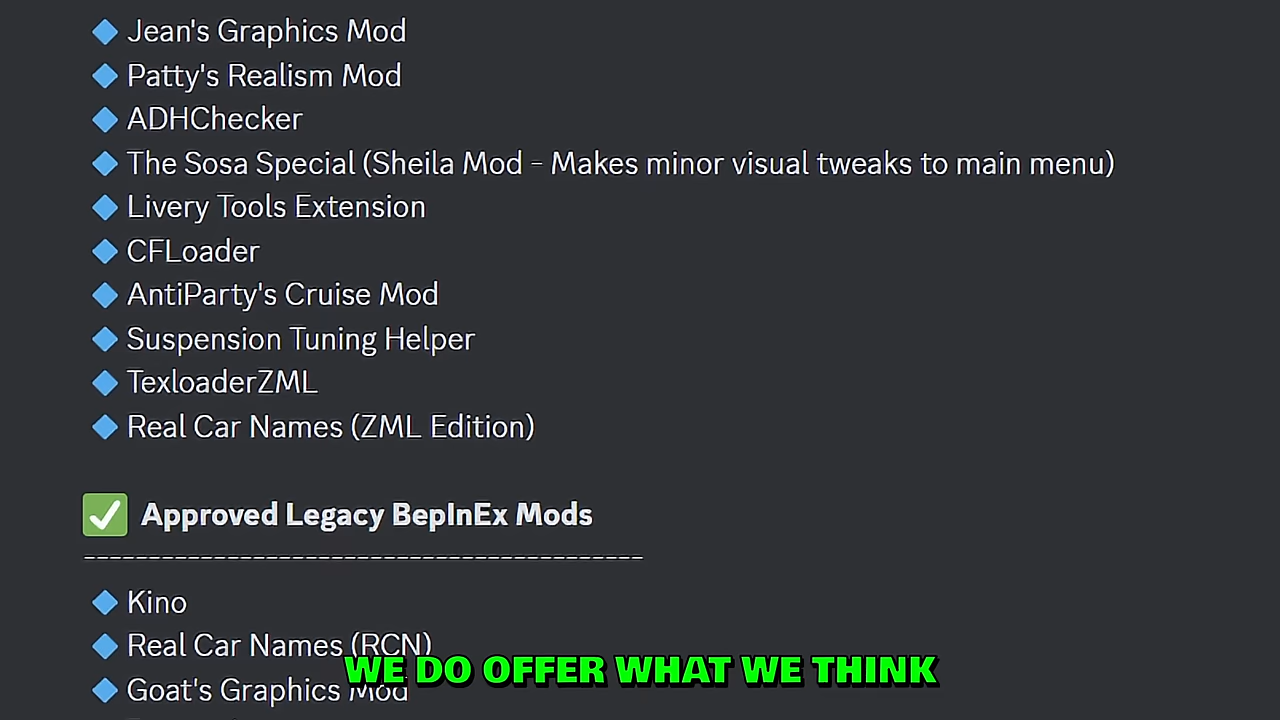 Jean's Graphics Mod
Patty's Realism Mod
ADHChecker
The Sosa Special (Sheila Mod - Makes minor visual tweaks to main menu)
Livery Tools Extension
CFLoader
AntiParty's Cruise Mod
Suspension Tuning Helper
TexloaderZML
Real Car Names (ZML Edition)
Approved Legacy BepInEx Mods
-------------------------------------------
Kino
Real Car Names (RCN)
WE DO OFFER WHAT WE THINK
Goat's Graphics Mod